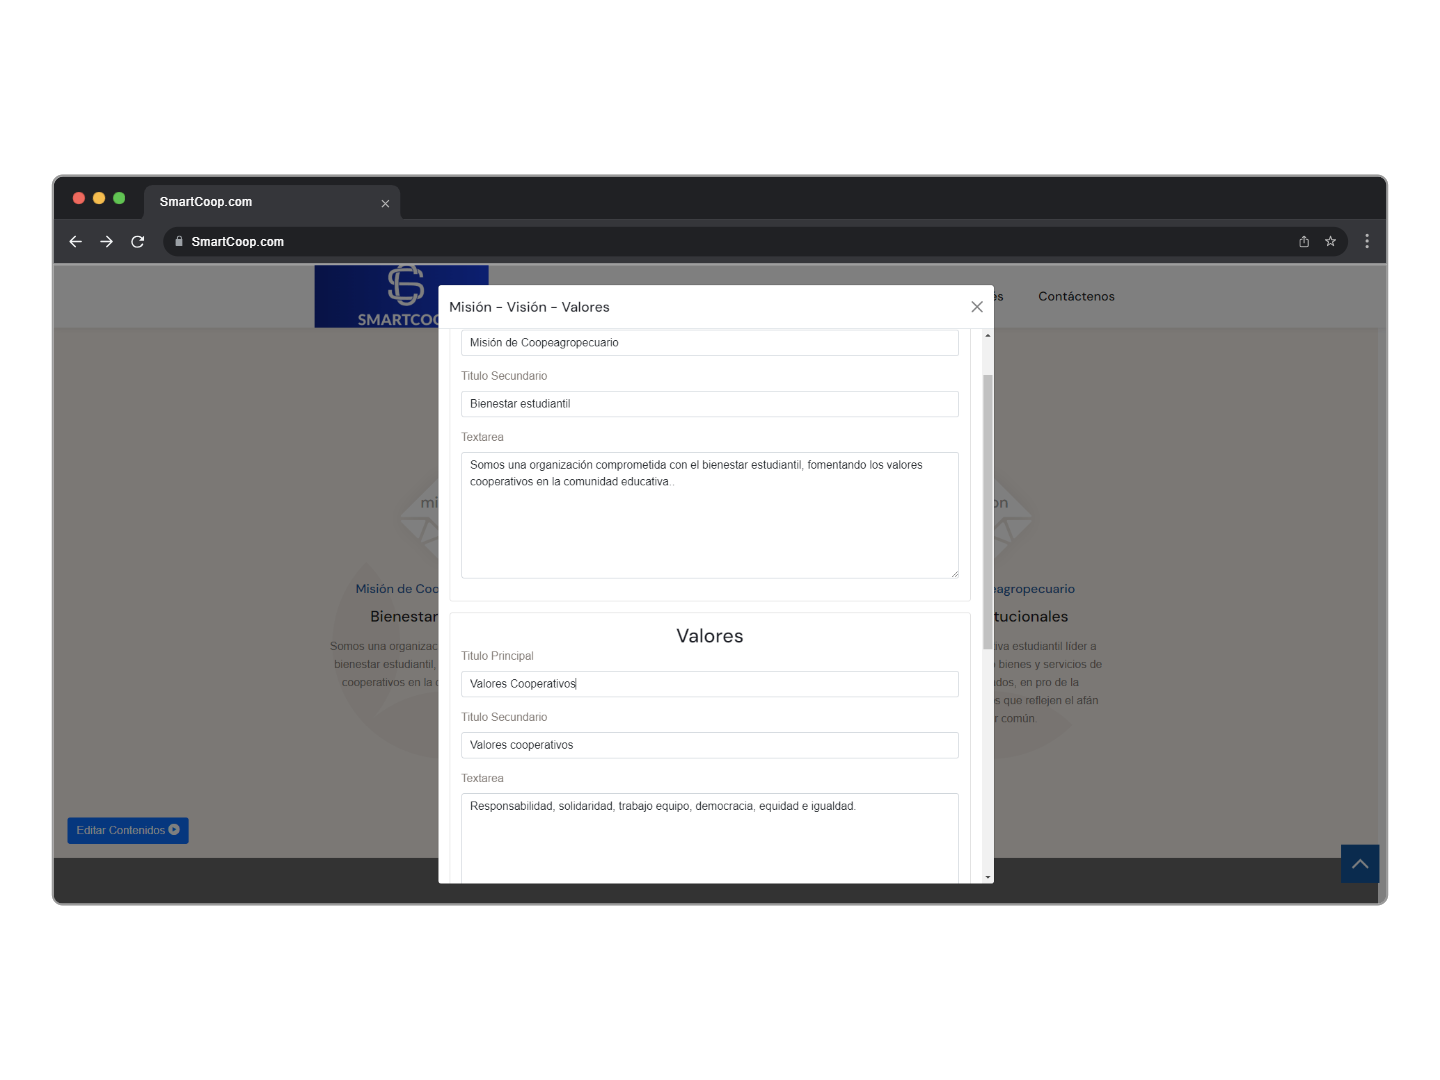 SmartCoop.com
SmartCoop.com
SMARTCOO
Misión - Visión - Valores
Contáctenos
Misión de Coopeagropecuario
Titulo Secundario
Bienestar estudiantil
Textarea
Somos una organización comprometida con el bienestar estudiantil, fomentando los valores
cooperativos en la comunidad educativa..
mi
on
Misión de Coo
agropecuario
Bienestar
tucionales
Somos una organizac
bienestar estudiantil,
cooperativos en la
iva estudiantil líder a
bienes y servicios de
dos, en pro de la
s que reflejen el afán
r común.
Valores
Titulo Principal
Valores Cooperativos
Titulo Secundario
Valores cooperativos
Textarea
Responsabilidad, solidaridad, trabajo equipo, democracia, equidad e igualdad.
Editar Contenidos